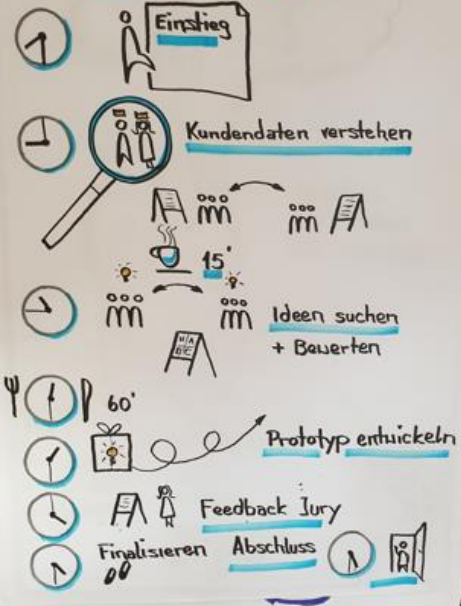 Einstieg
Kundendaten verstehen
15'
Ideen suchen
+ Bewerten
60'
Prototyp entwickeln
Feedback Jury
Finalisieren Abschluss